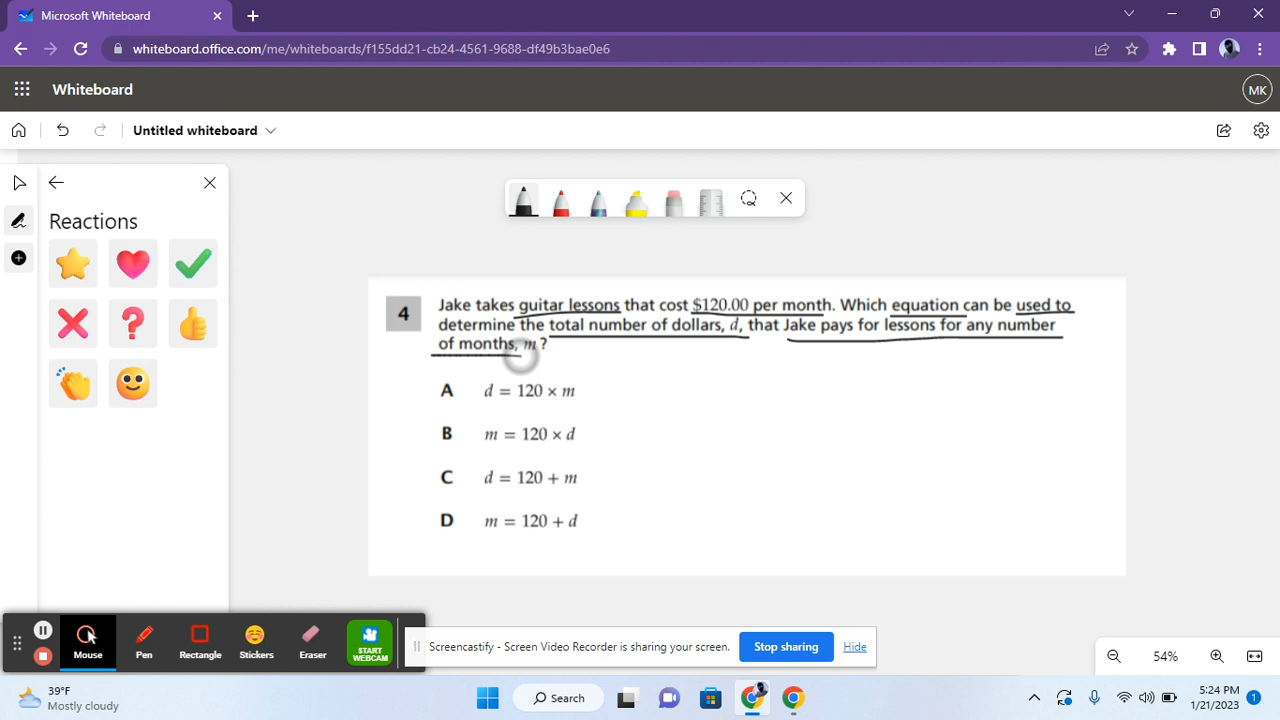 Microsoft Whiteboard
whiteboard.office.com/me/whiteboards/f155dd21-cb24-4561-9688-df49b3bae0e6
Whiteboard
MK
Untitled whiteboard
Reactions
4
Jake takes guitar lessons that cost $120.00 per month. Which equation can be used to
determine the total number of dollars, d, that Jake pays for lessons for any number
of months, m?
A d = 120 × m
B m = 120 × d
C d = 120 + m
D m = 120 + d
Mouse
Pen
Rectangle
Stickers
Eraser
START
WEBCAM
Screencastify - Screen Video Recorder is sharing your screen.
Stop sharing
Hide
54%
39°F
Mostly cloudy
Search
5:24 PM
1/21/2023
1